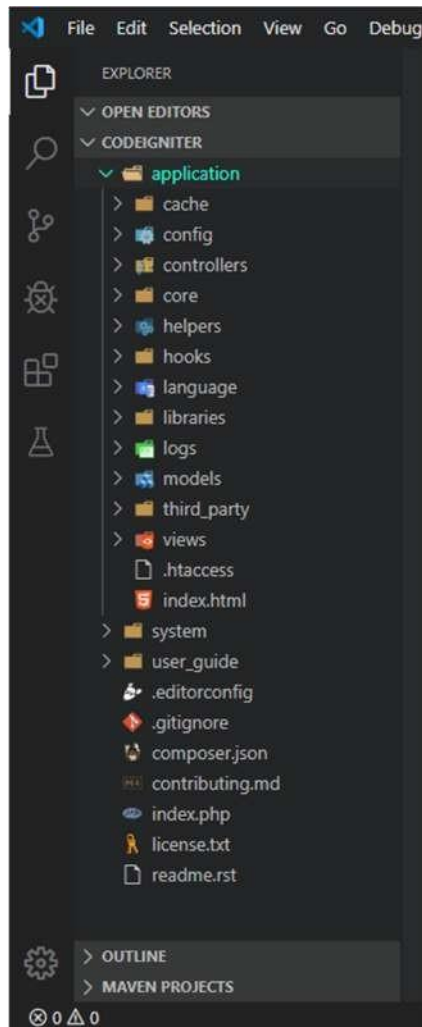 File Edit Selection View Go Debug
EXPLORER
OPEN EDITORS
CODEIGNITER
application
cache
config
controllers
core
helpers
hooks
language
libraries
logs
models
third_party
views
.htaccess
index.html
system
user_guide
.editorconfig
.gitignore
composer.json
contributing.md
index.php
license.txt
readme.rst
OUTLINE
MAVEN PROJECTS
0 0